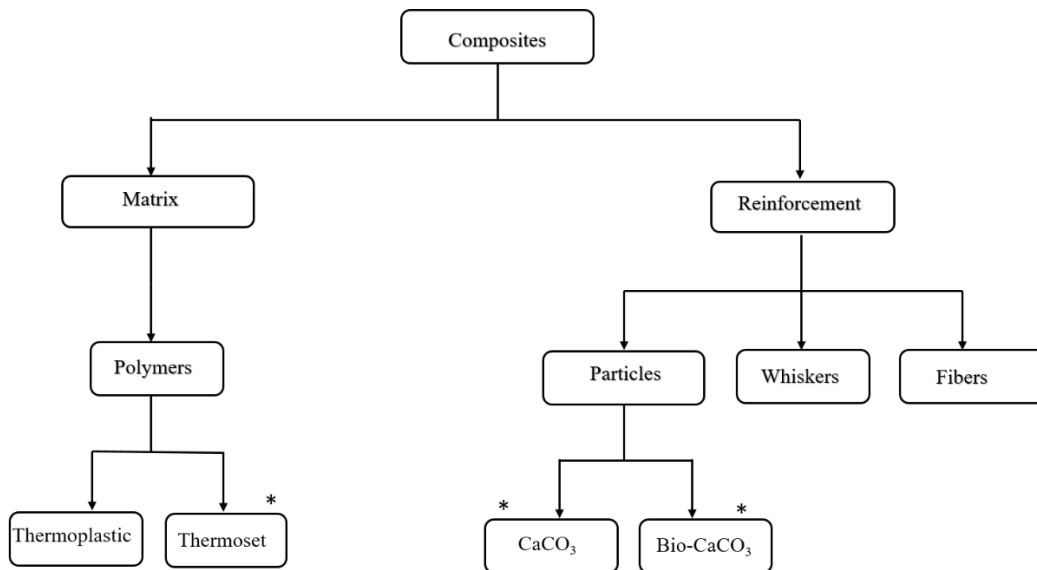 Composites
Matrix
Reinforcement
Polymers
Particles
Whiskers
Fibers
*
*
*
Thermoplastic
Thermoset
CaCO₃
Bio-CaCO₃